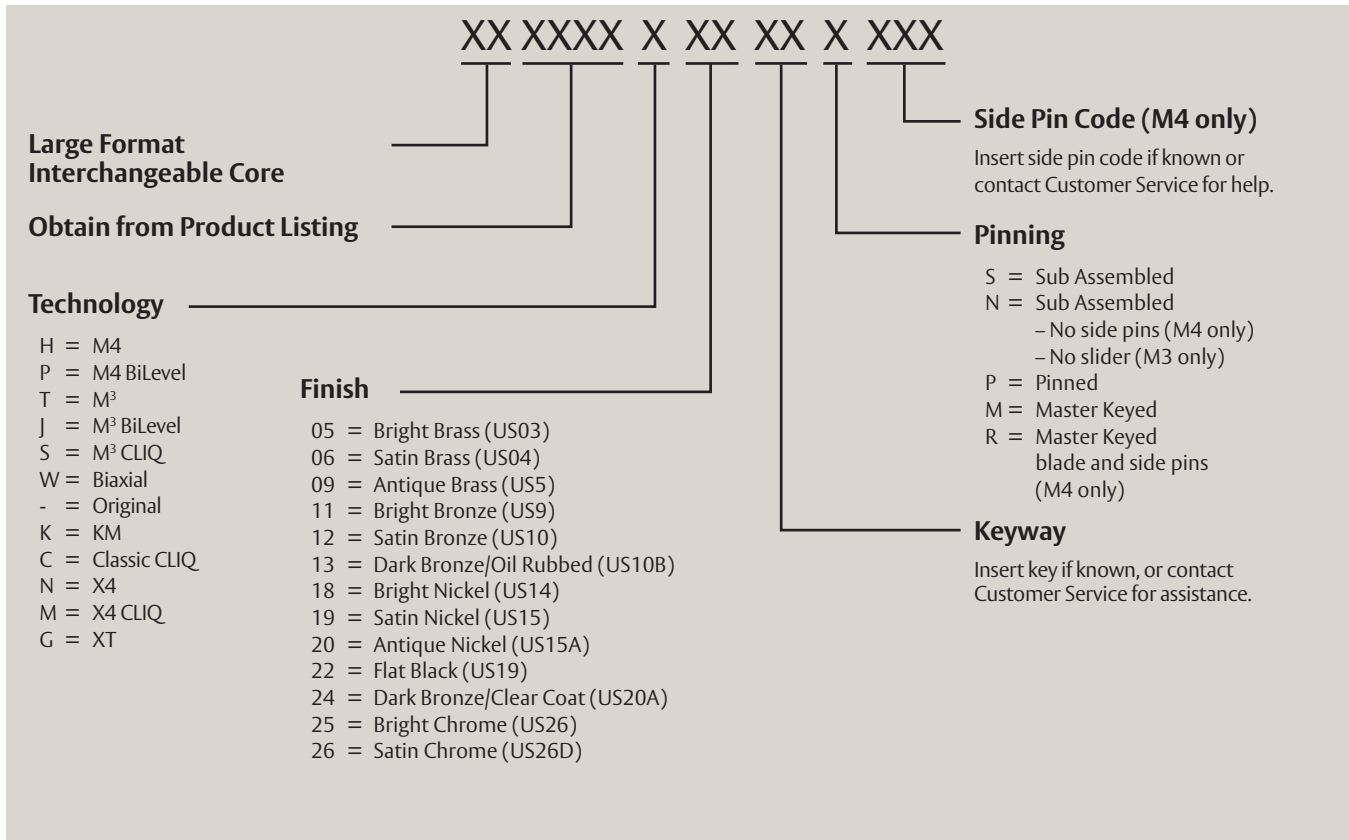 XX XXXX X XX XX X XXX
Large Format
Interchangeable Core
Obtain from Product Listing
Technology
H = M4
P = M4 BiLevel
T = M³
J = M³ BiLevel
S = M³ CLIQ
W = Biaxial
- = Original
K = KM
C = Classic CLIQ
N = X4
M = X4 CLIQ
G = XT
Finish
05 = Bright Brass (US03)
06 = Satin Brass (US04)
09 = Antique Brass (US5)
11 = Bright Bronze (US9)
12 = Satin Bronze (US10)
13 = Dark Bronze/Oil Rubbed (US10B)
18 = Bright Nickel (US14)
19 = Satin Nickel (US15)
20 = Antique Nickel (US15A)
22 = Flat Black (US19)
24 = Dark Bronze/Clear Coat (US20A)
25 = Bright Chrome (US26)
26 = Satin Chrome (US26D)
Side Pin Code (M4 only)
Insert side pin code if known or
contact Customer Service for help.
Pinning
S = Sub Assembled
N = Sub Assembled
– No side pins (M4 only)
– No slider (M3 only)
P = Pinned
M = Master Keyed
R = Master Keyed
blade and side pins
(M4 only)
Keyway
Insert key if known, or contact
Customer Service for assistance.